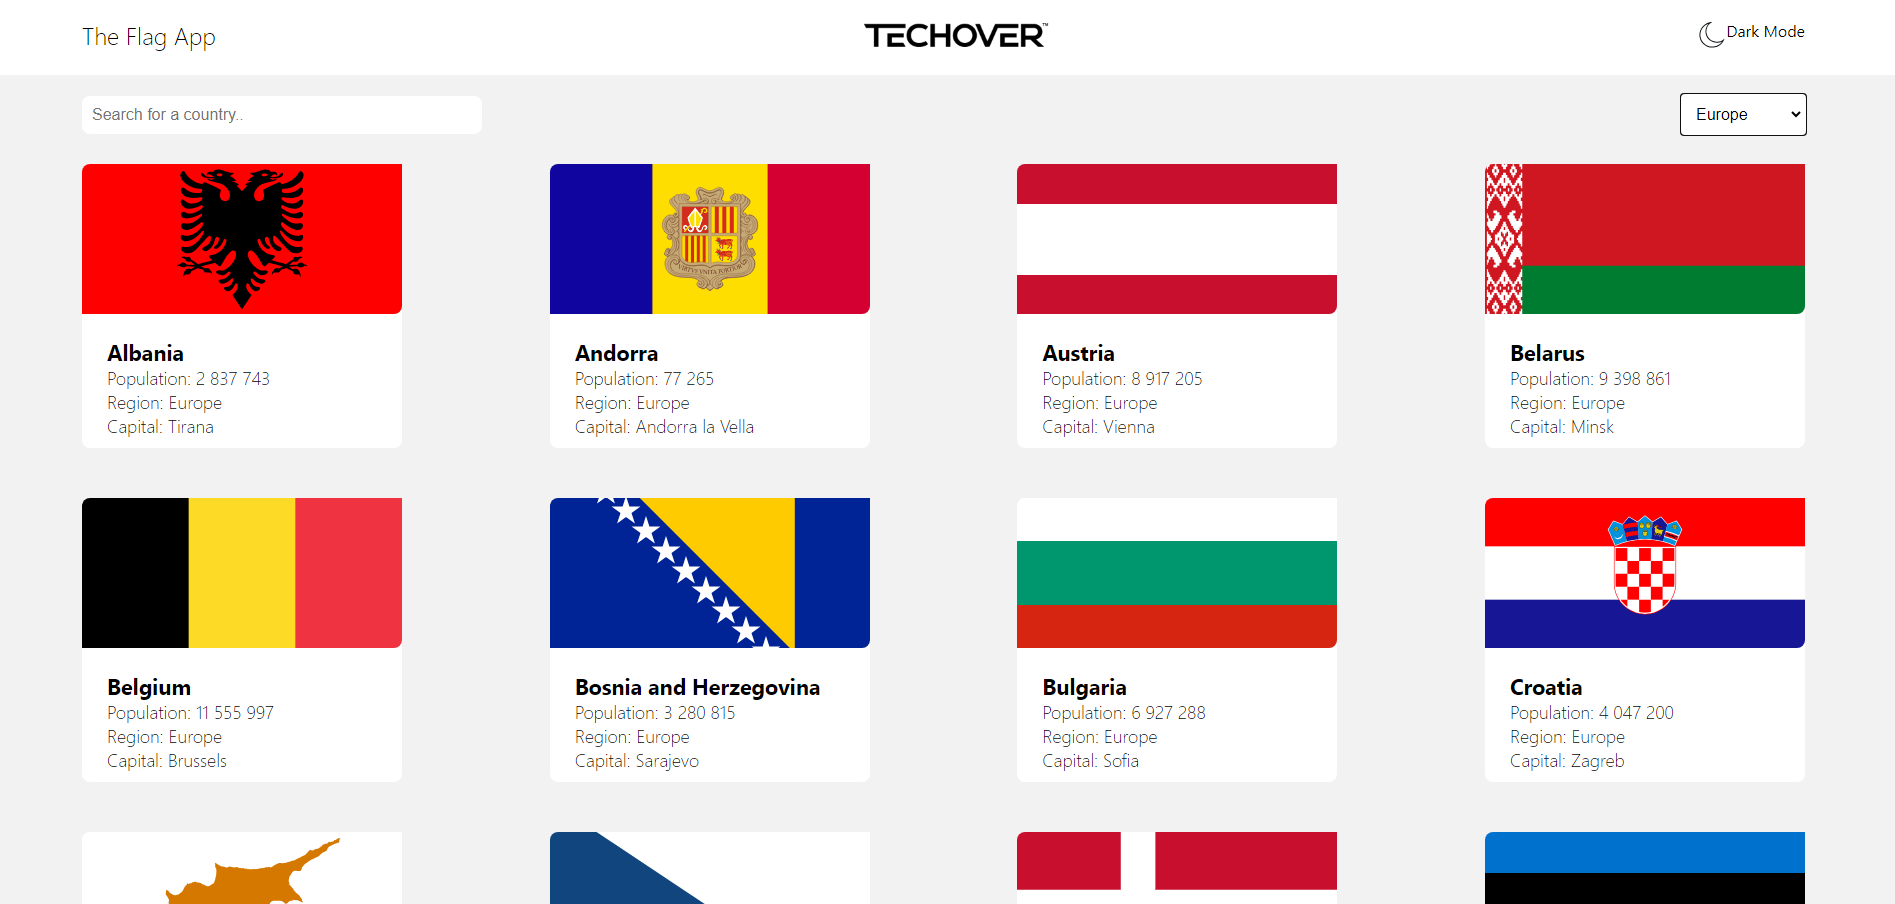 The Flag App
TECHOVER™
Dark Mode
Search for a country..
Europe
VIRTVS VNITA FORTIOR
Albania
Population: 2 837 743
Region: Europe
Capital: Tirana
Andorra
Population: 77 265
Region: Europe
Capital: Andorra la Vella
Austria
Population: 8 917 205
Region: Europe
Capital: Vienna
Belarus
Population: 9 398 861
Region: Europe
Capital: Minsk
Belgium
Population: 11 555 997
Region: Europe
Capital: Brussels
Bosnia and Herzegovina
Population: 3 280 815
Region: Europe
Capital: Sarajevo
Bulgaria
Population: 6 927 288
Region: Europe
Capital: Sofia
Croatia
Population: 4 047 200
Region: Europe
Capital: Zagreb